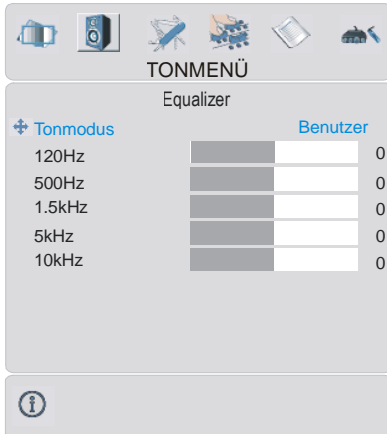 TONMENÜ
Equalizer
Tonmodus Benutzer
120Hz 0
500Hz 0
1.5kHz 0
5kHz 0
10kHz 0